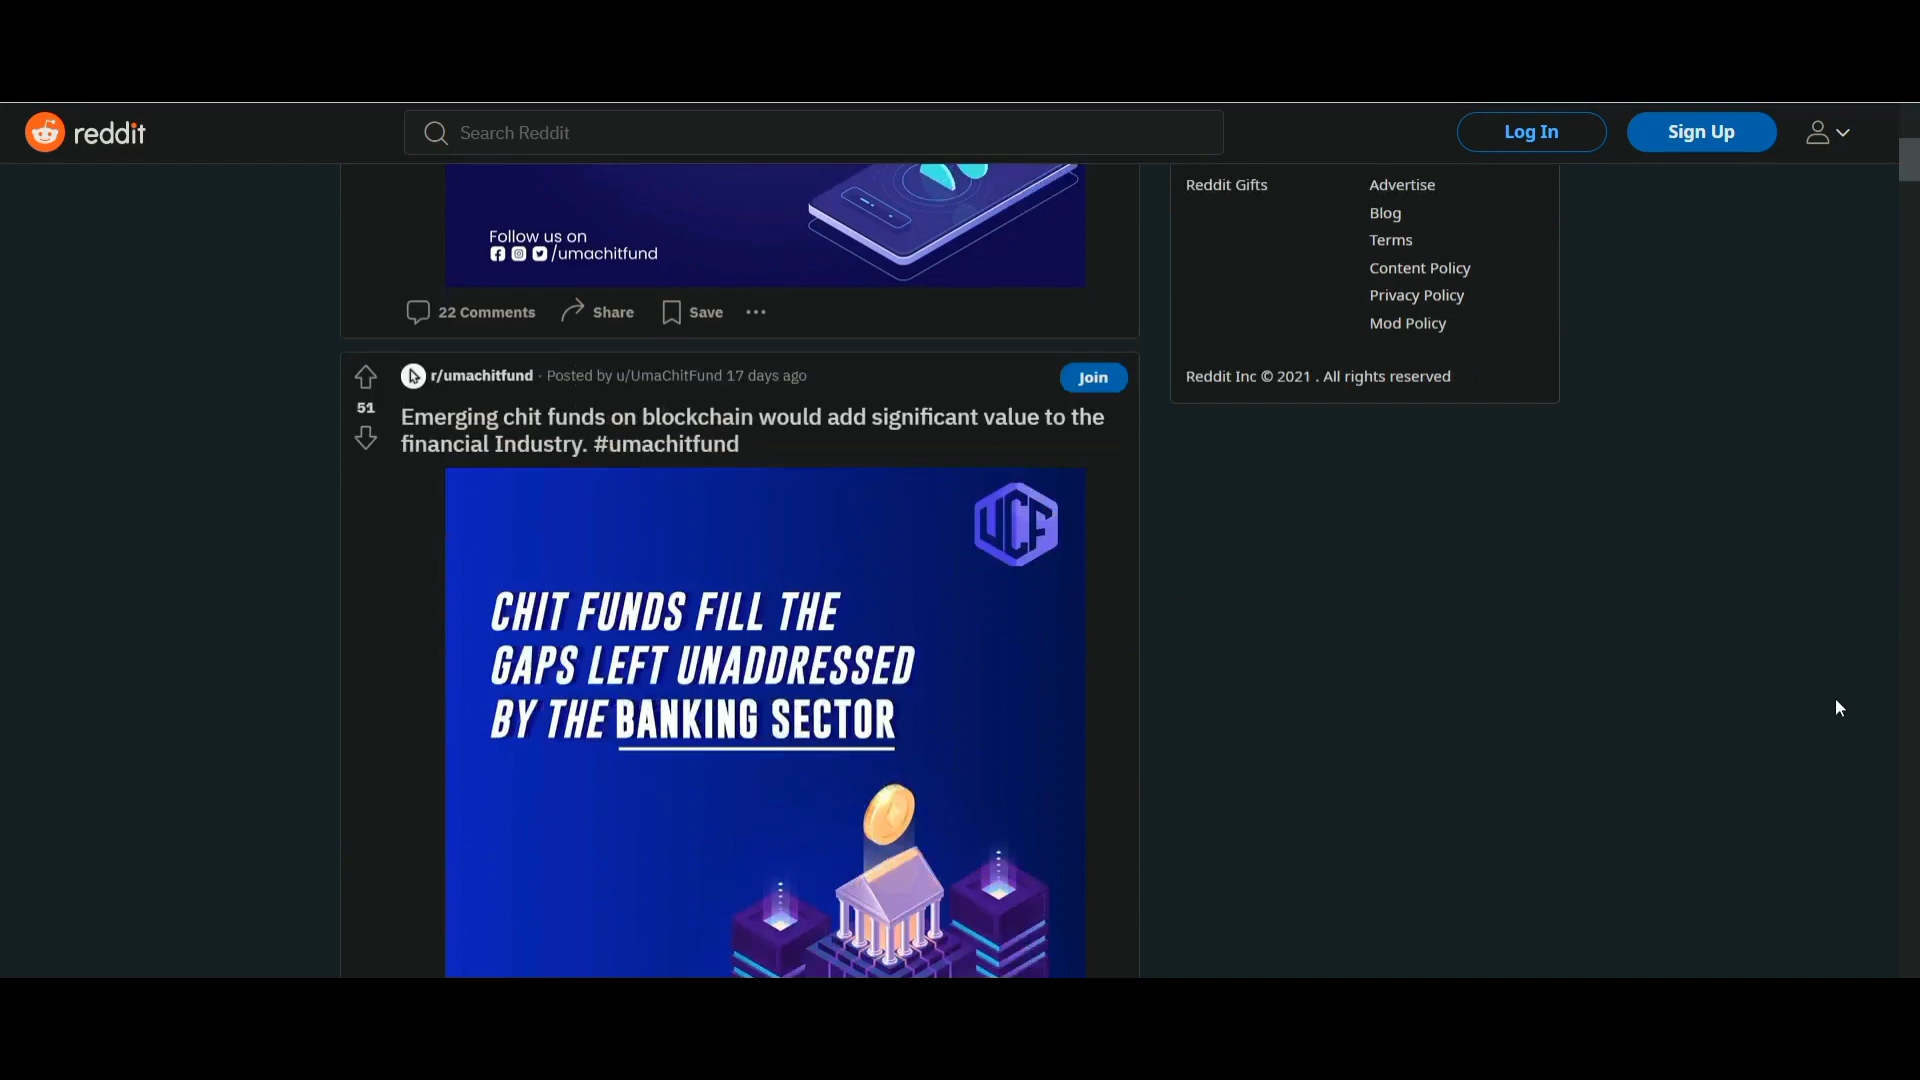 reddit
Search Reddit
Log In
Sign Up
Follow us on
/umachitfund
22 Comments
Share
Save
Reddit Gifts
Advertise
Blog
Terms
Content Policy
Privacy Policy
Mod Policy
Reddit Inc © 2021 . All rights reserved
r/umachitfund · Posted by u/UmaChitFund 17 days ago
Join
51
Emerging chit funds on blockchain would add significant value to the
financial Industry. #umachitfund
UCF
CHIT FUNDS FILL THE
GAPS LEFT UNADDRESSED
BY THE BANKING SECTOR